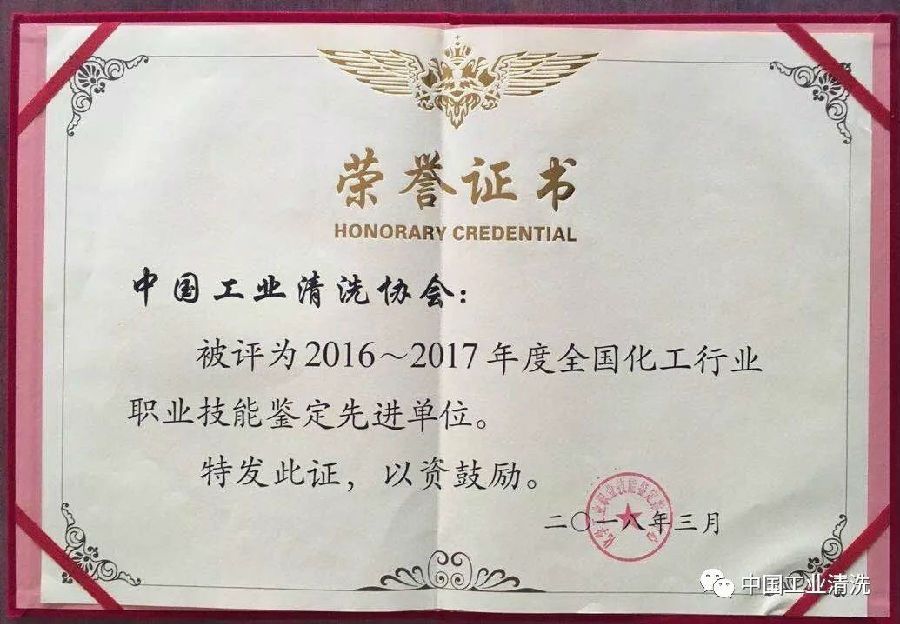 荣誉证书
HONORARY CREDENTIAL
中国工业清洗协会：
被评为2016～2017年度全国化工行业
职业技能鉴定先进单位。
特发此证，以资鼓励。
二〇一八年三月
中国工业清洗